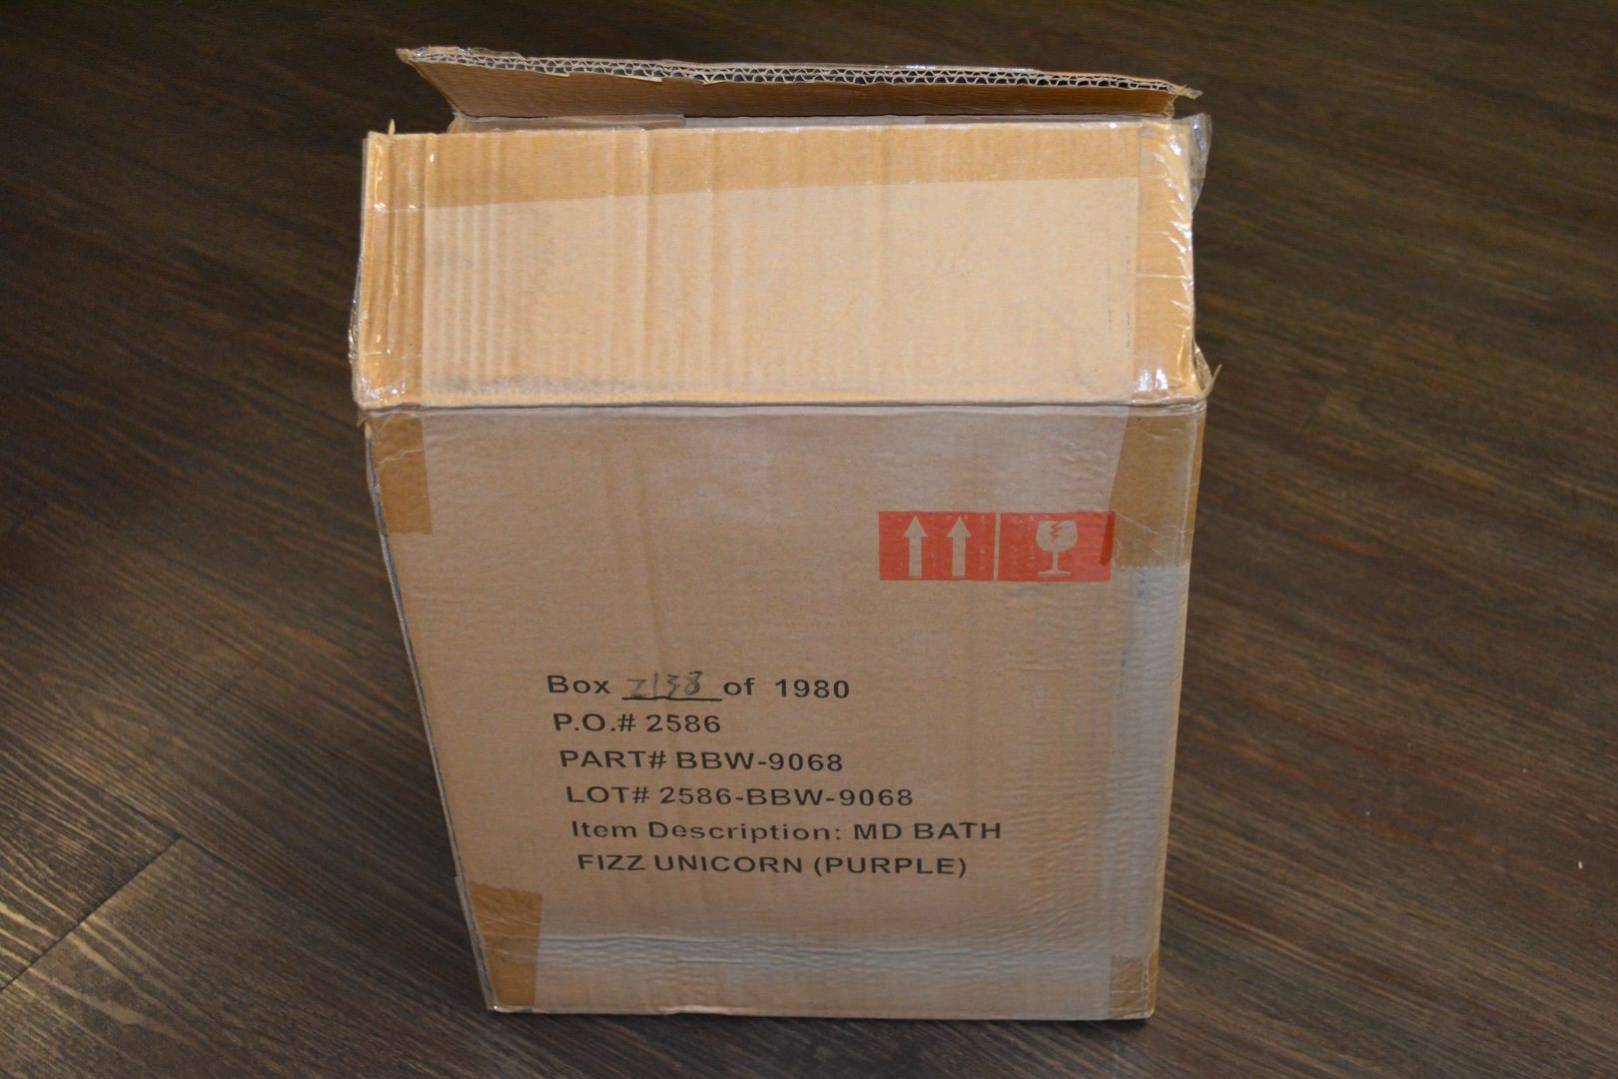 Box 2138 of 1980
P.O.# 2586
PART# BBW-9068
LOT# 2586-BBW-9068
Item Description: MD BATH
FIZZ UNICORN (PURPLE)